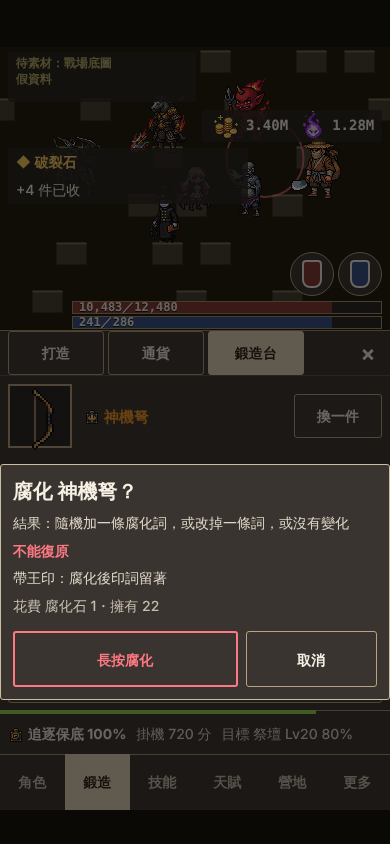 待素材：戰場底圖
假資料
3.40M
1.28M
◆ 破裂石
+4 件已收
10,483/12,480
241/286
打造
通貨
鍛造台
×
神機弩
換一件
腐化 神機弩？
結果：隨機加一條腐化詞，或改掉一條詞，或沒有變化
不能復原
帶王印：腐化後印詞留著
花費 腐化石 1・擁有 22
長按腐化
取消
追逐保底 100% 掛機 720 分 目標 祭壇 Lv20 80%
角色
鍛造
技能
天賦
營地
更多